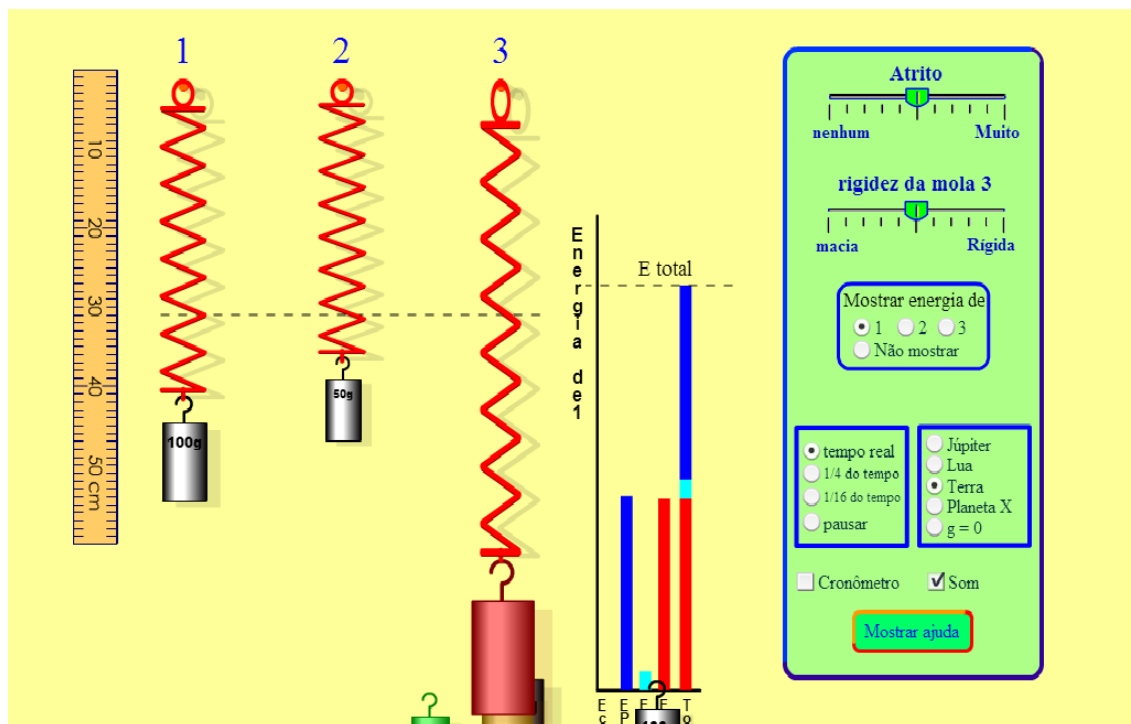 1
2
3
10
20
30
40
50 cm
100g
50g
Energia de1
E total
E
c
E
P
E
T
o
100
Atrito
nenhum
Muito
rigidez da mola 3
macia
Rígida
Mostrar energia de
1 2 3
Não mostrar
tempo real
1/4 do tempo
1/16 do tempo
pausar
Júpiter
Lua
Terra
Planeta X
g = 0
Cronômetro
Som
Mostrar ajuda